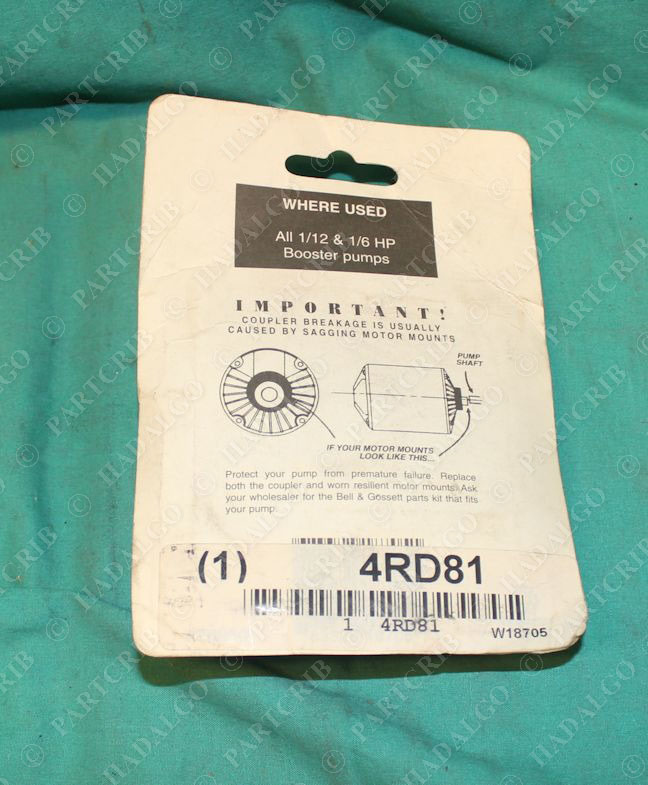 WHERE USED
All 1/12 & 1/6 HP
Booster pumps
IMPORTANT!
COUPLER BREAKAGE IS USUALLY
CAUSED BY SAGGING MOTOR MOUNTS
PUMP
SHAFT
IF YOUR MOTOR MOUNTS
LOOK LIKE THIS...
Protect your pump from premature failure. Replace
both the coupler and worn resilient motor mounts. Ask
your wholesaler for the Bell & Gossett parts kit that fits
your pump.
(1) 4RD81
1 4RD81
W18705
© PARTCRIB
© HADALGO